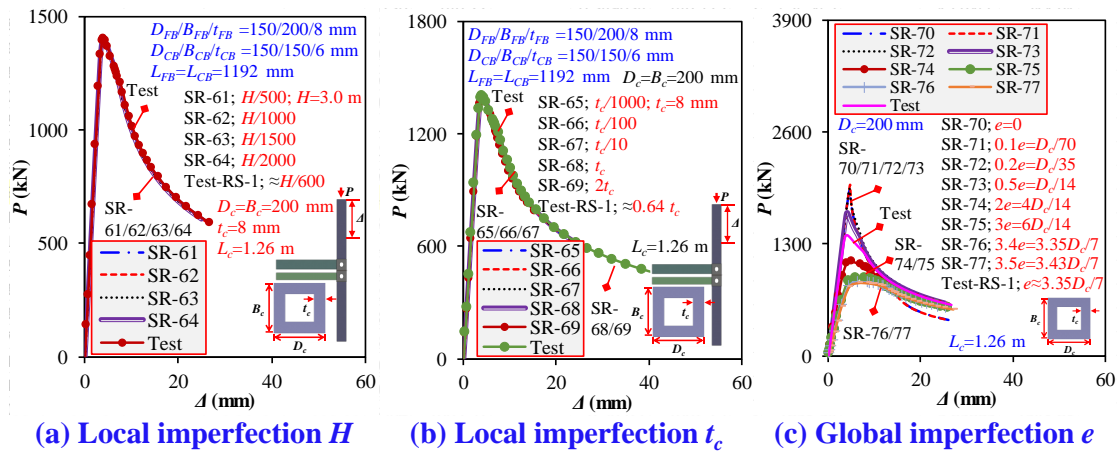 1500
1000
500
0
0
20
40
60
P (kN)
Δ (mm)
D_FB/B_FB/t_FB =150/200/8 mm
D_CB/B_CB/t_CB =150/150/6 mm
L_FB=L_CB=1192 mm
Test
SR-61; H/500; H=3.0 m
SR-62; H/1000
SR-63; H/1500
SR-64; H/2000
Test-RS-1; ≈H/600
D_c=B_c=200 mm
t_c=8 mm
L_c=1.26 m
SR-
61/62/63/64
SR-61
SR-62
SR-63
SR-64
Test
P
Δ
B_c
t_c
D_c
(a) Local imperfection H
1800
1200
600
0
0
20
40
60
P (kN)
Δ (mm)
D_FB/B_FB/t_FB =150/200/8 mm
D_CB/B_CB/t_CB =150/150/6 mm
L_FB=L_CB=1192 mm D_c=B_c=200 mm
Test
SR-65; t_c/1000; t_c=8 mm
SR-66; t_c/100
SR-67; t_c/10
SR-68; t_c
SR-69; 2t_c
Test-RS-1; ≈0.64 t_c
SR-
65/66/67
L_c=1.26 m
SR-
68/69
SR-65
SR-66
SR-67
SR-68
SR-69
Test
P
Δ
B_c
t_c
D_c
(b) Local imperfection t_c
3900
2600
1300
0
0
20
40
60
P (kN)
Δ (mm)
SR-70 SR-71
SR-72 SR-73
SR-74 SR-75
SR-76 SR-77
Test
D_c=200 mm
SR-70; e=0
SR-71; 0.1e=D_c/70
SR-72; 0.2e=D_c/35
SR-73; 0.5e=D_c/14
SR-74; 2e=4D_c/14
SR-75; 3e=6D_c/14
SR-76; 3.4e=3.35D_c/7
SR-77; 3.5e=3.43D_c/7
Test-RS-1; e≈3.35D_c/7
SR-
70/71/72/73
Test
SR-
74/75
SR-76/77
L_c=1.26 m
B_c
t_c
D_c
(c) Global imperfection e